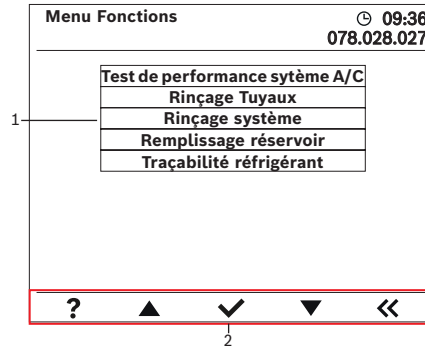 Menu Fonctions
09:36
078.028.027
Test de performance sytème A/C
Rinçage Tuyaux
1
Rinçage système
Remplissage réservoir
Traçabilité réfrigérant
?
2